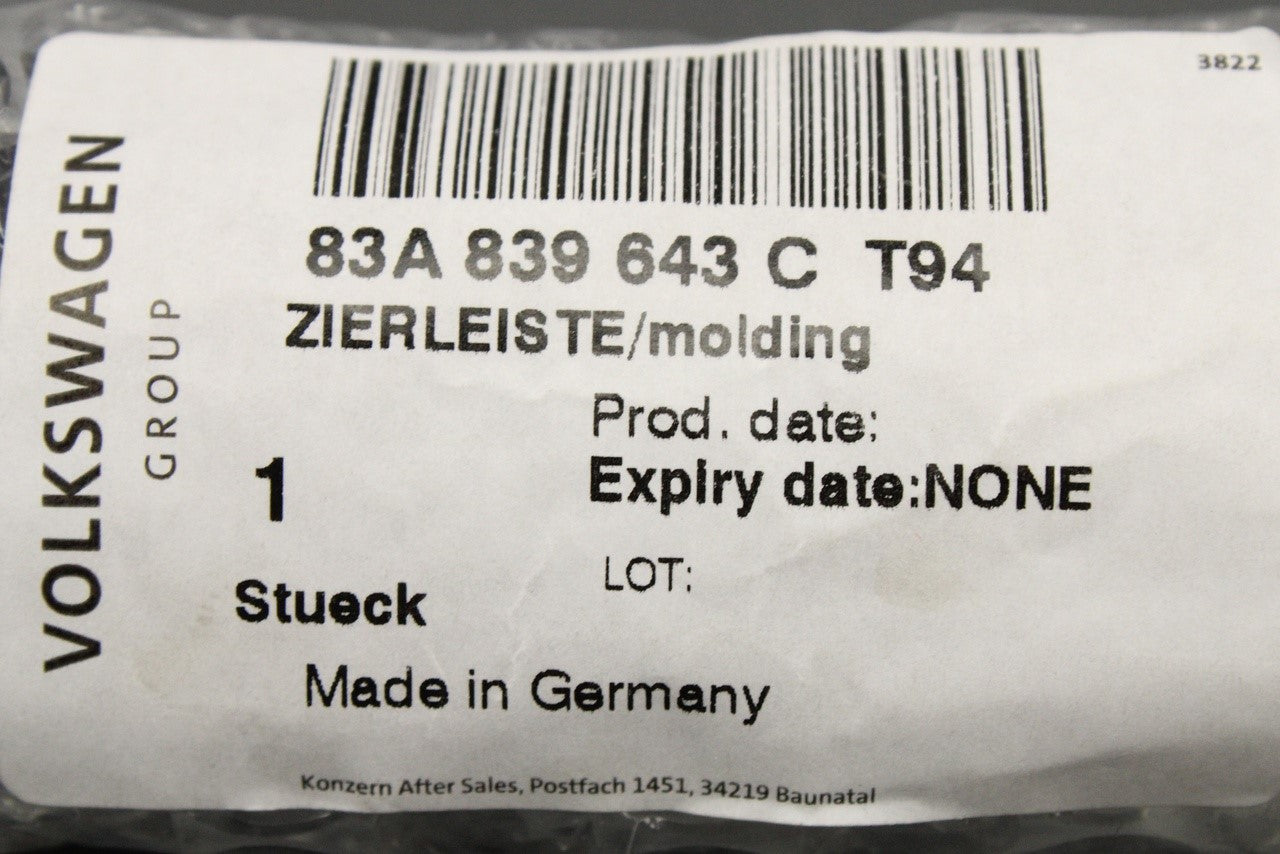 3822
VOLKSWAGEN
GROUP
83A 839 643 C T94
ZIERLEISTE/molding
Prod. date:
Expiry date:NONE
1
LOT:
Stueck
Made in Germany
Konzern After Sales, Postfach 1451, 34219 Baunatal